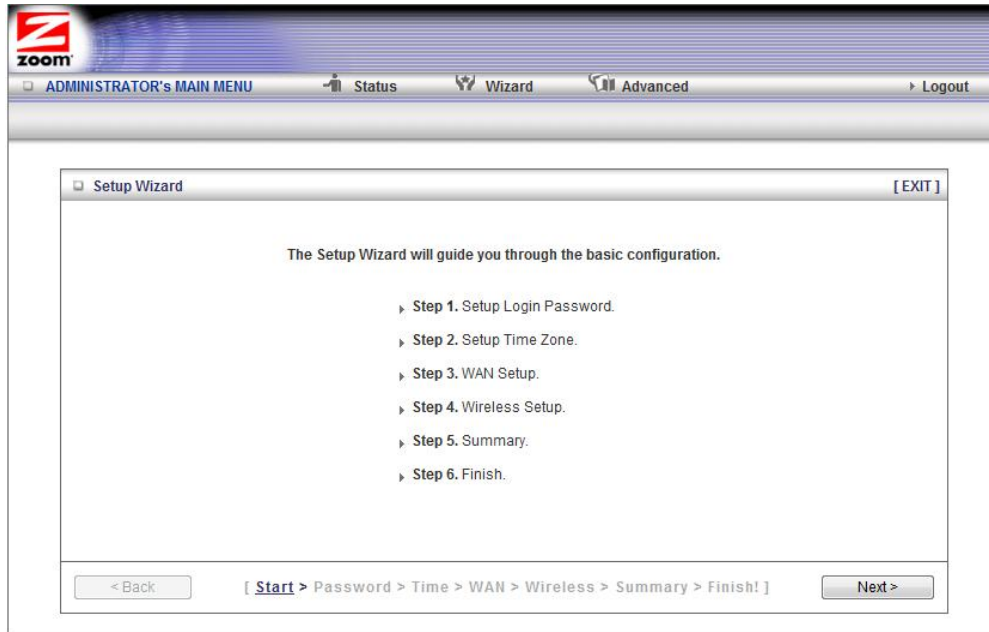 zoom
ADMINISTRATOR's MAIN MENU Status Wizard Advanced Logout
Setup Wizard [ EXIT ]
The Setup Wizard will guide you through the basic configuration.
Step 1. Setup Login Password.
Step 2. Setup Time Zone.
Step 3. WAN Setup.
Step 4. Wireless Setup.
Step 5. Summary.
Step 6. Finish.
< Back [ Start > Password > Time > WAN > Wireless > Summary > Finish! ] Next >